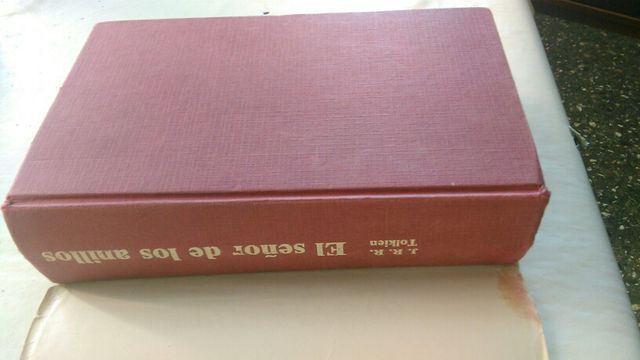 J. R. R.
Tolkien
El señor de los anillos